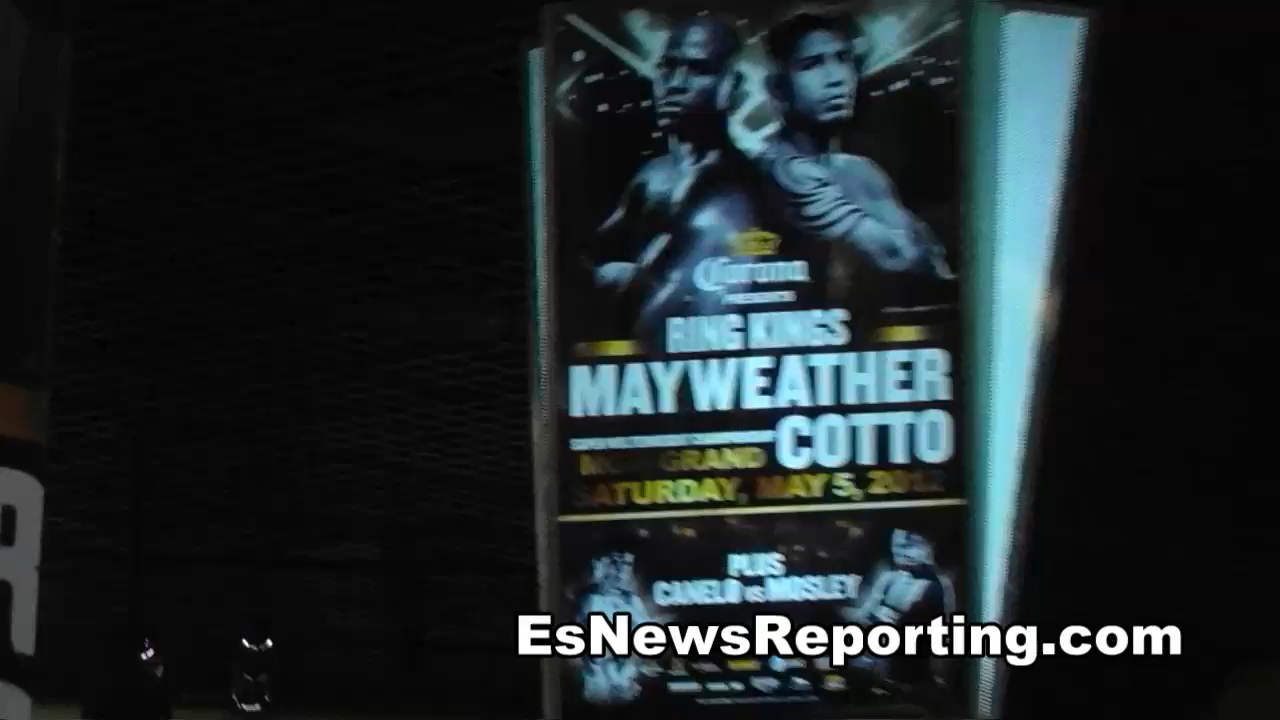 Corona
PRESENTS
RING KINGS
MAYWEATHER
COTTO
MGM GRAND
SATURDAY, MAY 5, 2012
PLUS
CANELO vs MOSLEY
EsNewsReporting.com
R